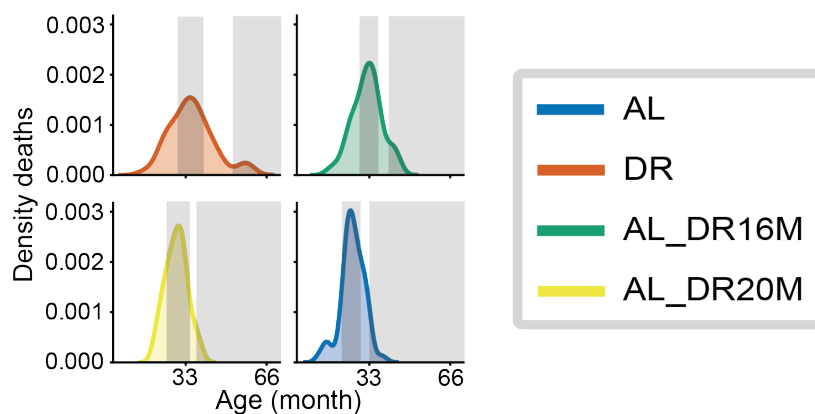 Density deaths
0.003
0.002
0.001
0.000
0.003
0.002
0.001
0.000
33 66 33 66
Age (month)
AL
DR
AL_DR16M
AL_DR20M